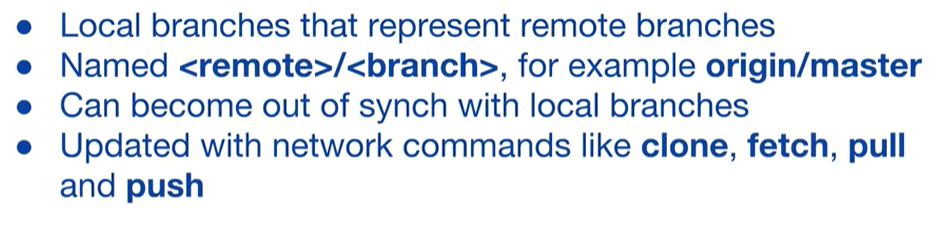 ● Local branches that represent remote branches
● Named <remote>/<branch>, for example origin/master
● Can become out of synch with local branches
● Updated with network commands like clone, fetch, pull
and push